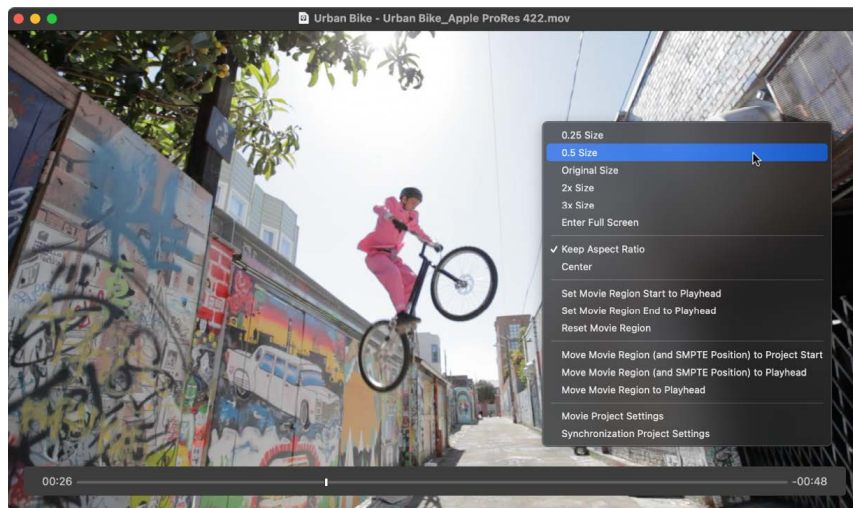 Urban Bike - Urban Bike_Apple ProRes 422.mov
0.25 Size
0.5 Size
Original Size
2x Size
3x Size
Enter Full Screen
✓ Keep Aspect Ratio
Center
Set Movie Region Start to Playhead
Set Movie Region End to Playhead
Reset Movie Region
Move Movie Region (and SMPTE Position) to Project Start
Move Movie Region (and SMPTE Position) to Playhead
Move Movie Region to Playhead
Movie Project Settings
Synchronization Project Settings
00:26
-00:48